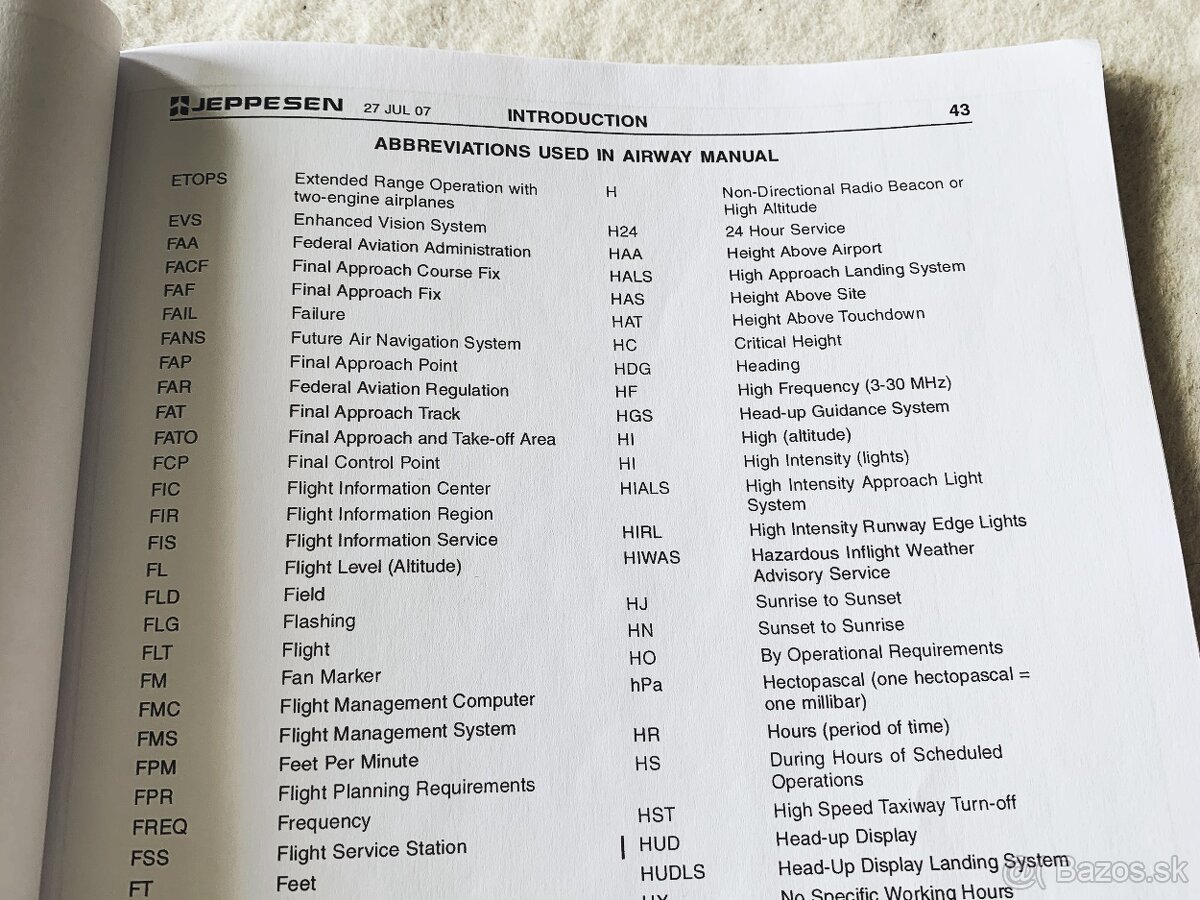 JEPPESEN 27 JUL 07 INTRODUCTION 43
ABBREVIATIONS USED IN AIRWAY MANUAL
ETOPS Extended Range Operation with
two-engine airplanes
EVS Enhanced Vision System
FAA Federal Aviation Administration
FACF Final Approach Course Fix
FAF Final Approach Fix
FAIL Failure
FANS Future Air Navigation System
FAP Final Approach Point
FAR Federal Aviation Regulation
FAT Final Approach Track
FATO Final Approach and Take-off Area
FCP Final Control Point
FIC Flight Information Center
FIR Flight Information Region
FIS Flight Information Service
FL Flight Level (Altitude)
FLD Field
FLG Flashing
FLT Flight
FM Fan Marker
FMC Flight Management Computer
FMS Flight Management System
FPM Feet Per Minute
FPR Flight Planning Requirements
FREQ Frequency
FSS Flight Service Station
FT Feet
H Non-Directional Radio Beacon or
High Altitude
H24 24 Hour Service
HAA Height Above Airport
HALS High Approach Landing System
HAS Height Above Site
HAT Height Above Touchdown
HC Critical Height
HDG Heading
HF High Frequency (3-30 MHz)
HGS Head-up Guidance System
HI High (altitude)
HI High Intensity (lights)
HIALS High Intensity Approach Light
System
HIRL High Intensity Runway Edge Lights
HIWAS Hazardous Inflight Weather
Advisory Service
HJ Sunrise to Sunset
HN Sunset to Sunrise
HO By Operational Requirements
hPa Hectopascal (one hectopascal =
one millibar)
HR Hours (period of time)
HS During Hours of Scheduled
Operations
HST High Speed Taxiway Turn-off
HUD Head-up Display
HUDLS Head-Up Display Landing System
HX No Specific Working Hours
Bazos.sk